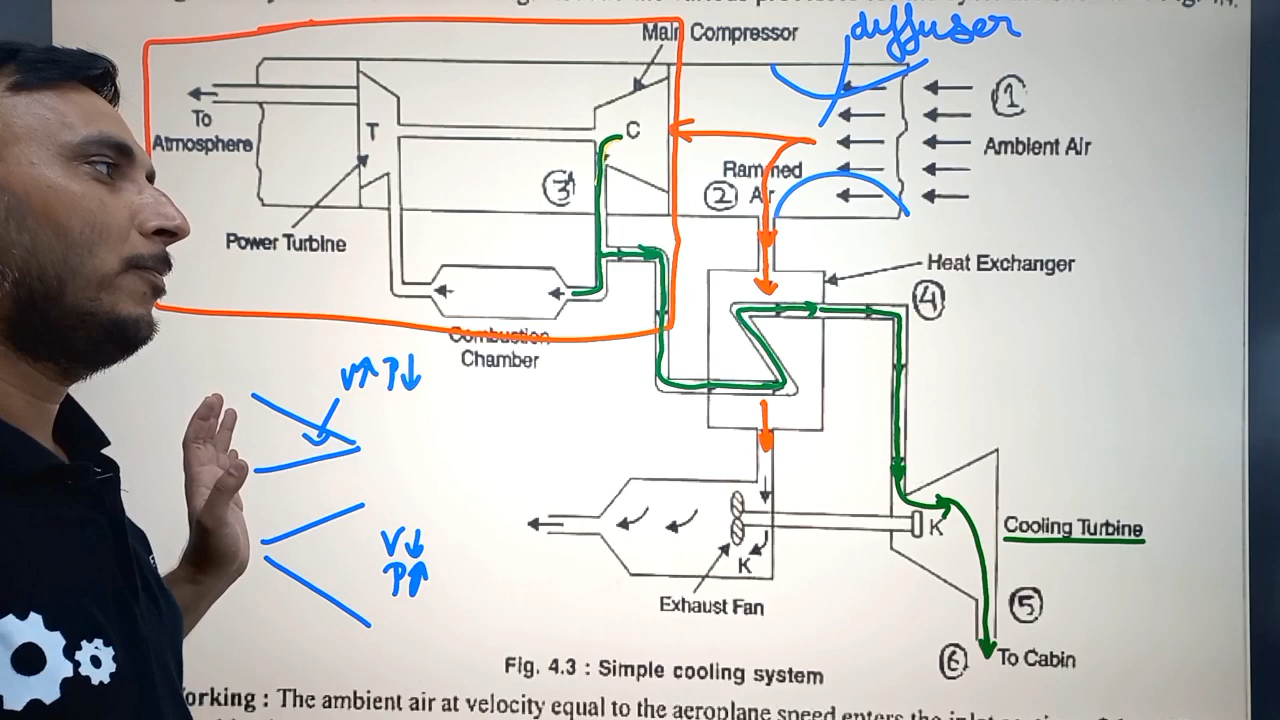 diffuser
Main Compressor
1
To
Atmosphere
T
C
Ambient Air
Rammed
Air
2
3
Power Turbine
Heat Exchanger
4
Combustion
Chamber
V↑ P↓
V↓
P↑
K
K
Cooling Turbine
Exhaust Fan
5
6
To Cabin
Fig. 4.3 : Simple cooling system
orking : The ambient air at velocity equal to the aeroplane speed enters the inlet